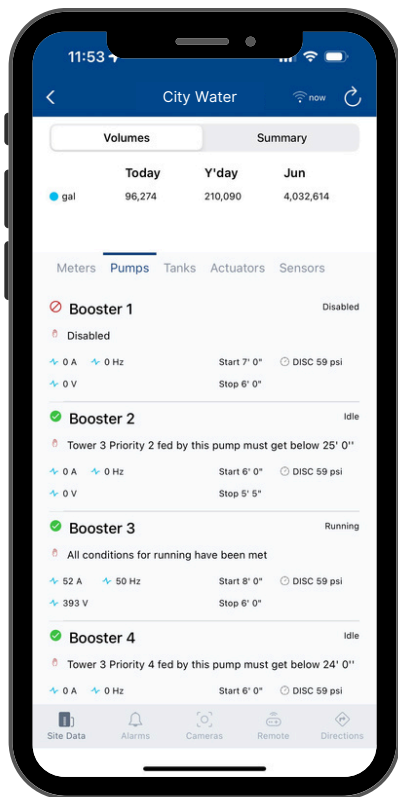 11:53
City Water now
Volumes Summary
Today Y'day Jun
gal 96,274 210,090 4,032,614
Meters Pumps Tanks Actuators Sensors
Booster 1 Disabled
Disabled
0 A 0 Hz Start 7' 0" DISC 59 psi
0 V Stop 6' 0"
Booster 2 Idle
Tower 3 Priority 2 fed by this pump must get below 25' 0''
0 A 0 Hz Start 6' 0" DISC 59 psi
0 V Stop 5' 5"
Booster 3 Running
All conditions for running have been met
52 A 50 Hz Start 8' 0" DISC 59 psi
393 V Stop 6' 0"
Booster 4 Idle
Tower 3 Priority 4 fed by this pump must get below 24' 0''
0 A 0 Hz Start 6' 0" DISC 59 psi
Site Data Alarms Cameras Remote Directions